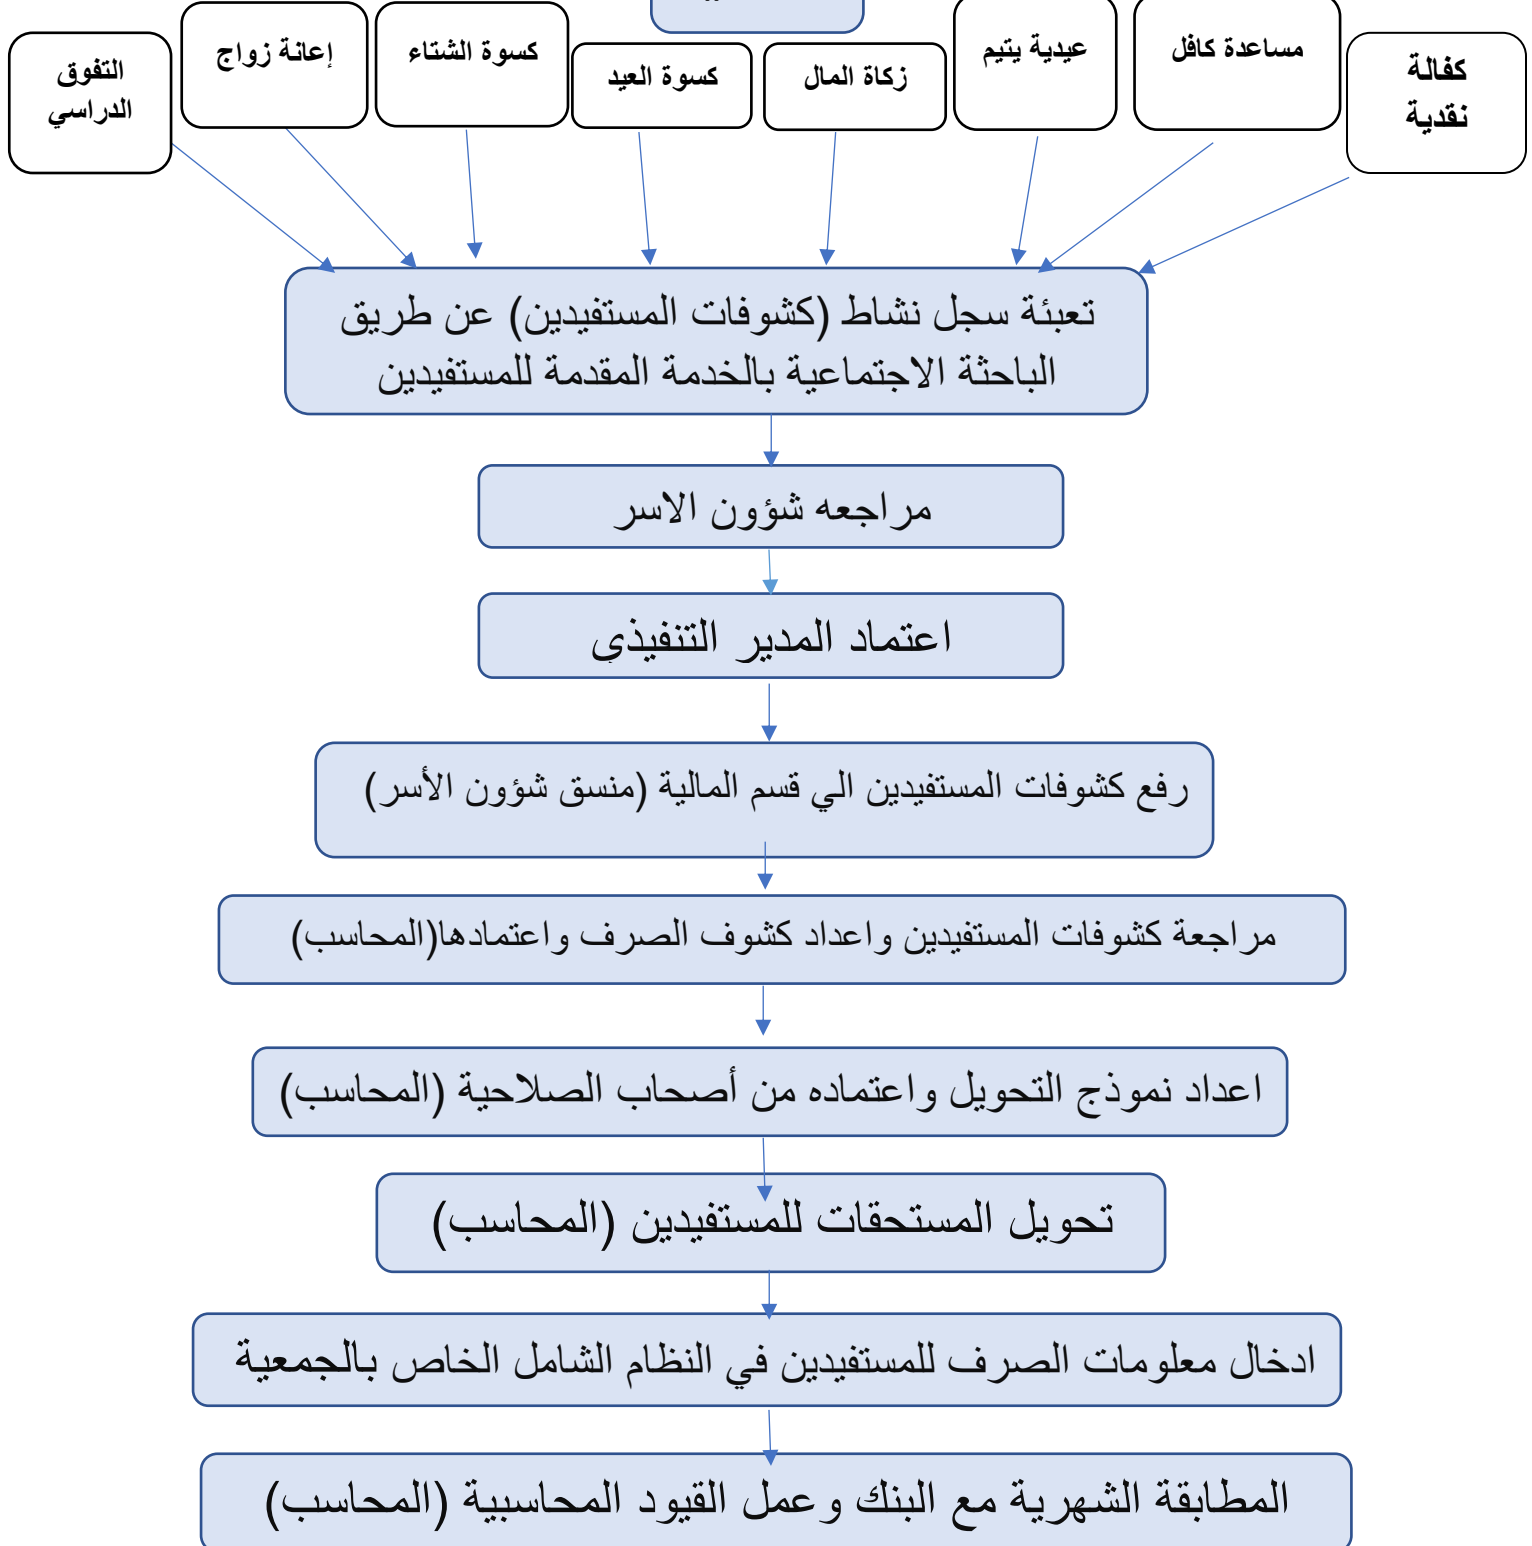 كفالة
نقدية
مساعدة كافل
عيدية يتيم
زكاة المال
كسوة العيد
كسوة الشتاء
إعانة زواج
التفوق
الدراسي
تعبئة سجل نشاط (كشوفات المستفيدين) عن طريق
الباحثة الاجتماعية بالخدمة المقدمة للمستفيدين
مراجعه شؤون الاسر
اعتماد المدير التنفيذي
رفع كشوفات المستفيدين الي قسم المالية (منسق شؤون الأسر)
مراجعة كشوفات المستفيدين واعداد كشوف الصرف واعتمادها(المحاسب)
اعداد نموذج التحويل واعتماده من أصحاب الصلاحية (المحاسب)
تحويل المستحقات للمستفيدين (المحاسب)
ادخال معلومات الصرف للمستفيدين في النظام الشامل الخاص بالجمعية
المطابقة الشهرية مع البنك وعمل القيود المحاسبية (المحاسب)